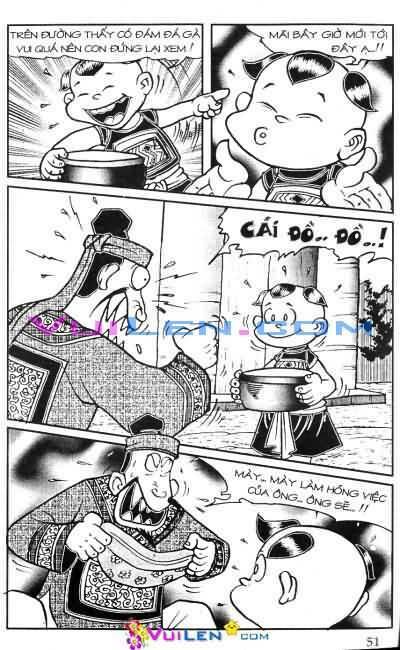 TRÊN ĐƯỜNG THẤY CÓ ĐÁM ĐÁ GÀ
VUI QUÁ NÊN CON ĐỨNG LẠI XEM !
MÃI BÂY GIỜ MỚI TỚI
ĐÂY Ạ...!!
CÁI ĐỒ.. ĐỒ..!
VUILEN.COM
MÀY... MÀY LÀM HỎNG VIỆC
CỦA ÔNG... ÔNG SẼ...!!
51
VUILEN.COM